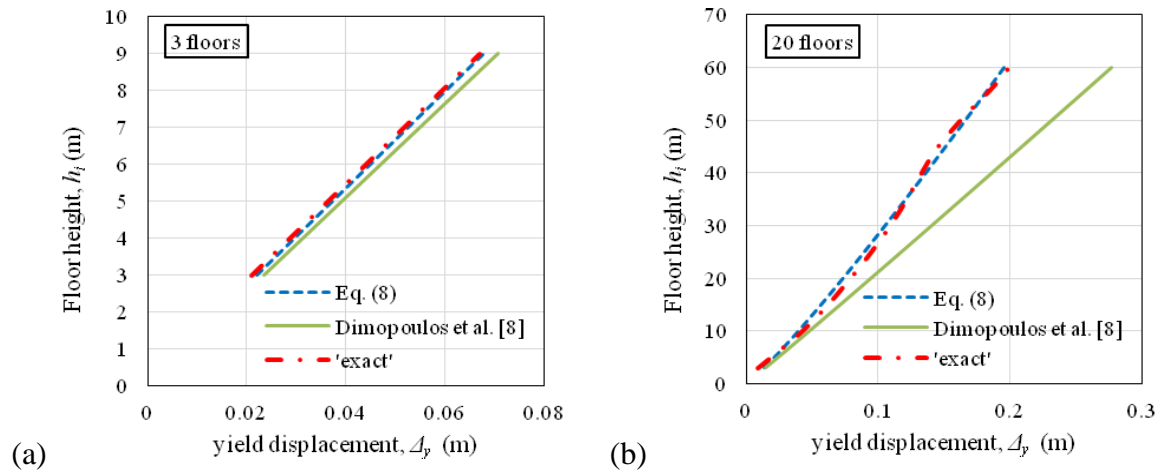 3 floors
10
9
8
7
6
5
4
3
2
1
0
Floor height, hᵢ (m)
Eq. (8)
Dimopoulos et al. [8]
'exact'
0 0.02 0.04 0.06 0.08
yield displacement, Δy (m)
(a)
20 floors
70
60
50
40
30
20
10
0
Floor height, hᵢ (m)
Eq. (8)
Dimopoulos et al. [8]
'exact'
0 0.1 0.2 0.3
yield displacement, Δy (m)
(b)